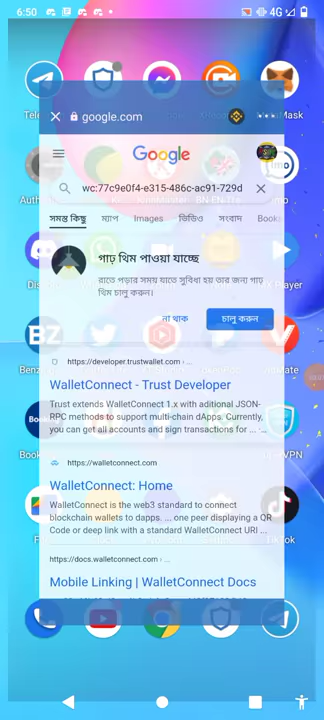 6:50
4G
google.com
Google
wc:77c9e0f4-e315-486c-ac91-729d
সমস্ত কিছু ম্যাপ Images ভিডিও সংবাদ Book
গাঢ় থিম পাওয়া যাচ্ছে
রাতে পড়ার সময় যাতে সুবিধা হয় তার জন্য গাঢ়
থিম চালু করুন।
না থাক চালু করুন
https://developer.trustwallet.com › ...
WalletConnect - Trust Developer
Trust extends WalletConnect 1.x with aditional JSON-
RPC methods to support multi-chain dApps. Currently,
you can get all accounts and sign transactions for ... ...
https://walletconnect.com
WalletConnect: Home
WalletConnect is the web3 standard to connect
blockchain wallets to dapps. ... one peer displaying a QR
Code or deep link with a standard WalletConnect URI ...
https://docs.walletconnect.com › ...
Mobile Linking | WalletConnect Docs